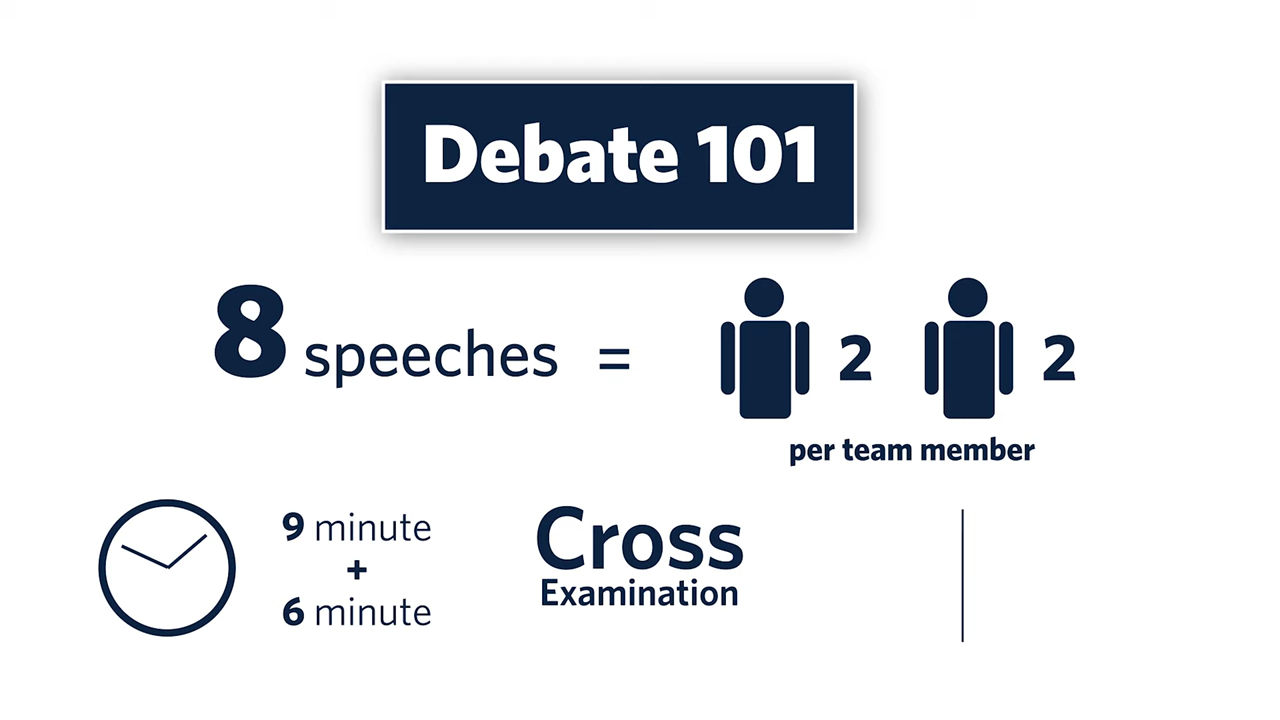 Debate 101
8 speeches = 2 2
per team member
9 minute
+
6 minute
Cross
Examination